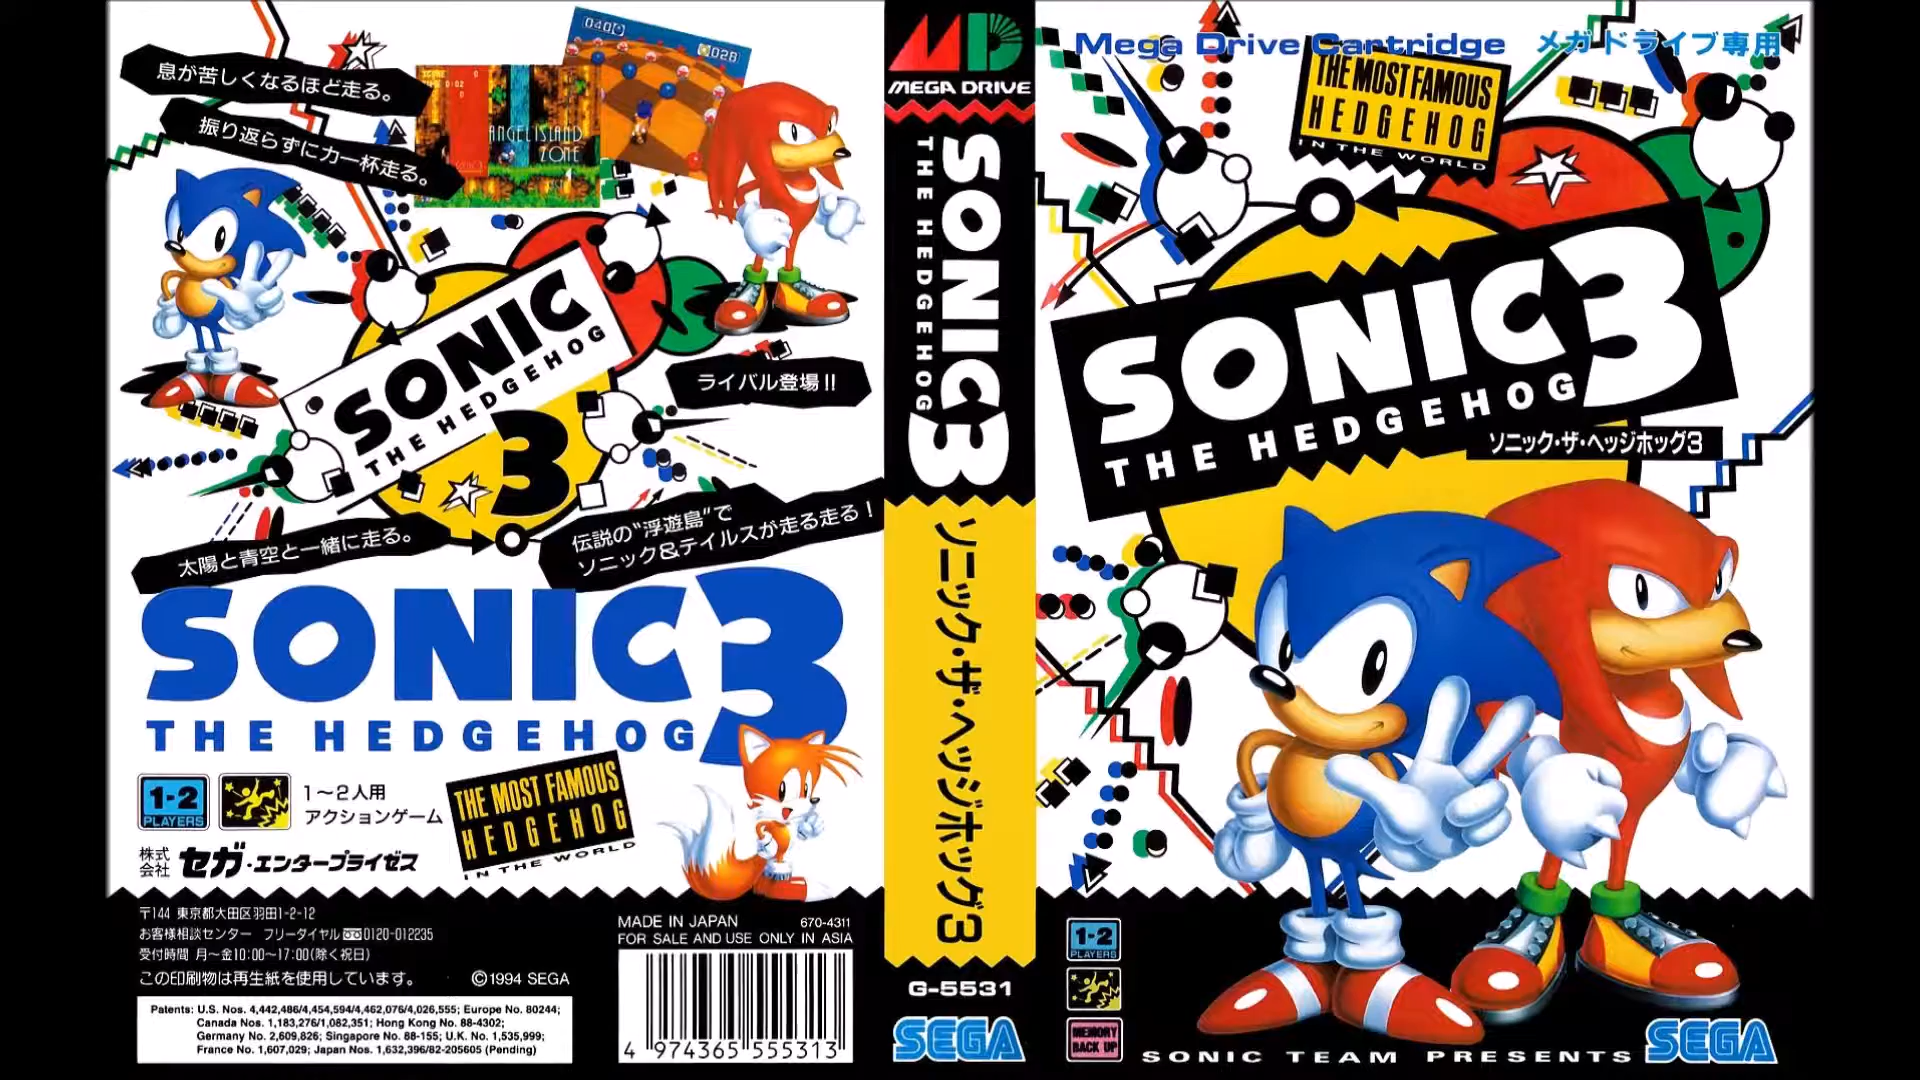 息が苦しくなるほど走る。
振り返らずに力一杯走る。
040
028
SCORE 0
0:02
0
ANGEL ISLAND
ZONE
SONIC
THE HEDGEHOG
3
ライバル登場!!
太陽と青空と一緒に走る。
伝説の“浮遊島”で
ソニック&テイルスが走る走る!
SONIC 3
THE HEDGEHOG
1-2
PLAYERS
1〜2人用
アクションゲーム
THE MOST FAMOUS
HEDGEHOG
IN THE WORLD
株式会社 セガ・エンタープライゼス
〒144 東京都大田区羽田1-2-12
お客様相談センター フリーダイヤル 0120-012235
受付時間 月〜金10:00〜17:00(除く祝日)
この印刷物は再生紙を使用しています。
©1994 SEGA
Patents: U.S. Nos. 4,442,486/4,454,594/4,462,076/4,026,555; Europe No. 80244;
Canada Nos. 1,183,276/1,082,351; Hong Kong No. 88-4302;
Germany No. 2,609,826; Singapore No. 88-155; U.K. No. 1,535,999;
France No. 1,607,029; Japan Nos. 1,632,396/82-205605 (Pending)
MADE IN JAPAN 670-4311
FOR SALE AND USE ONLY IN ASIA
4 974365 555313
MD
MEGA DRIVE
SONIC 3
THE HEDGEHOG
ソニック・ザ・ヘッジホッグ3
G-5531
SEGA
Mega Drive Cartridge メガドライブ専用
THE MOST FAMOUS
HEDGEHOG
IN THE WORLD
SONIC 3
THE HEDGEHOG
ソニック・ザ・ヘッジホッグ3
1-2
PLAYERS
MEMORY
BACK UP
SONIC TEAM PRESENTS
SEGA